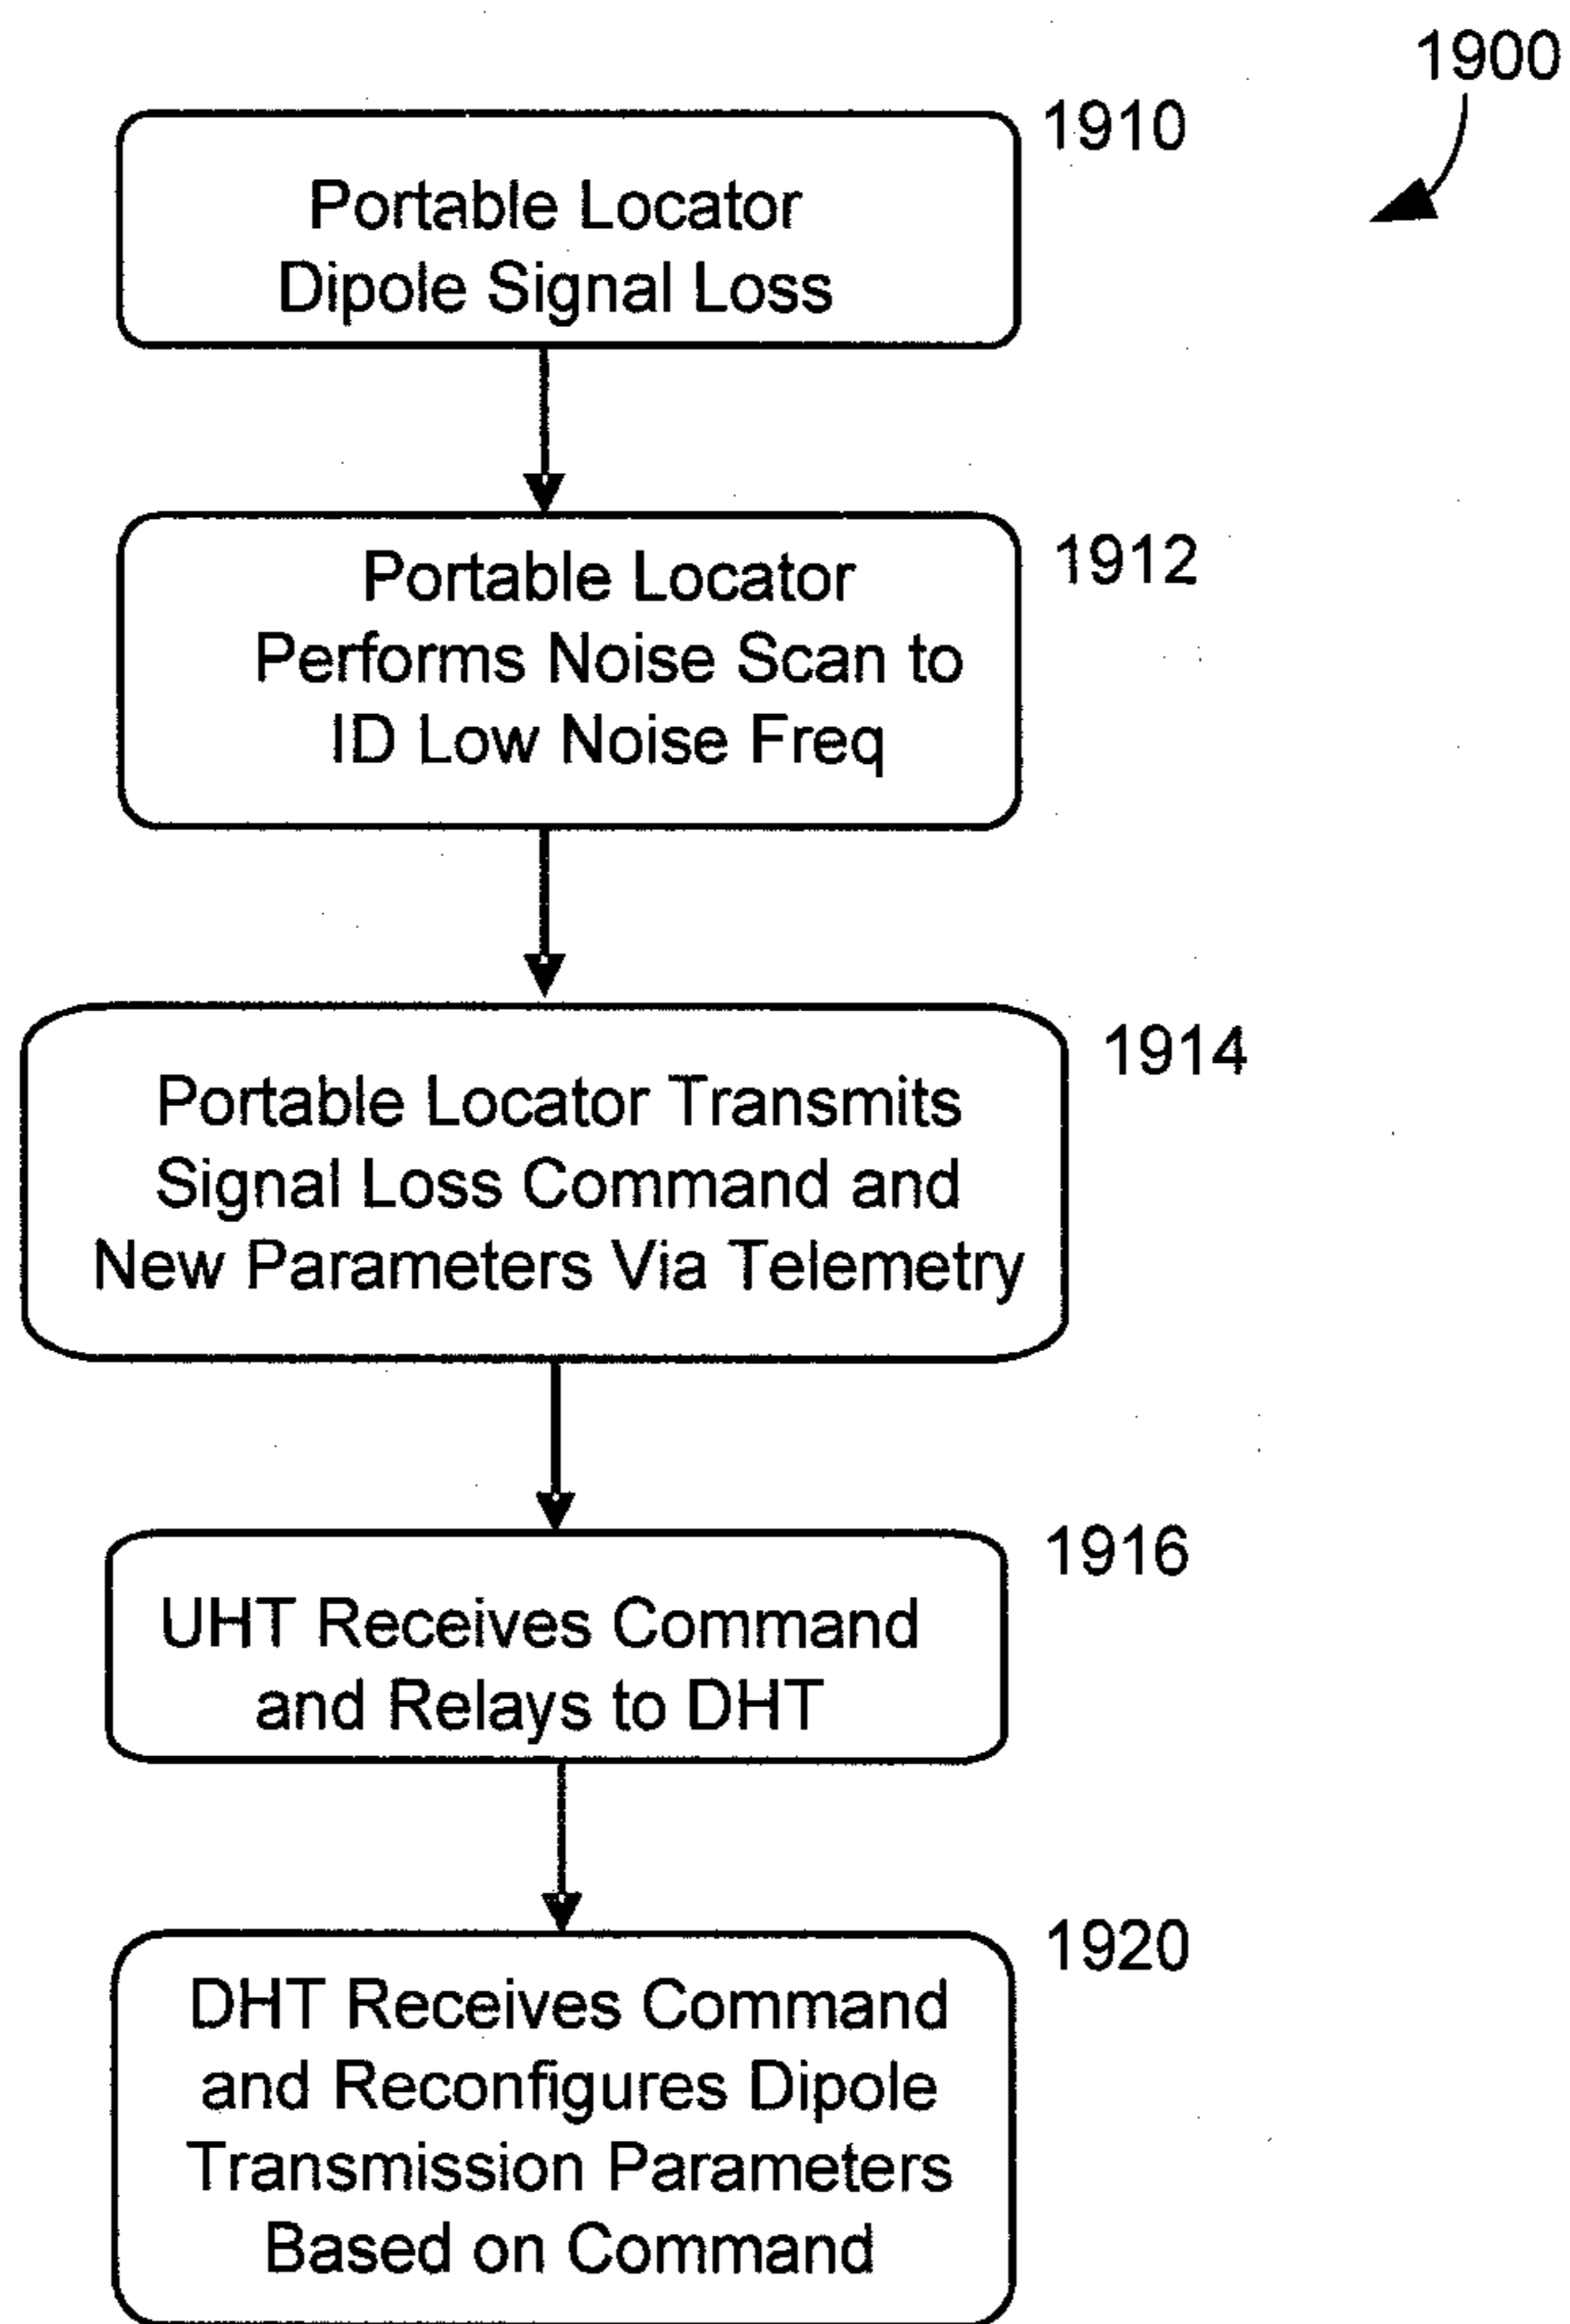 1900
1910
Portable Locator
Dipole Signal Loss
1912
Portable Locator
Performs Noise Scan to
ID Low Noise Freq
1914
Portable Locator Transmits
Signal Loss Command and
New Parameters Via Telemetry
1916
UHT Receives Command
and Relays to DHT
1920
DHT Receives Command
and Reconfigures Dipole
Transmission Parameters
Based on Command